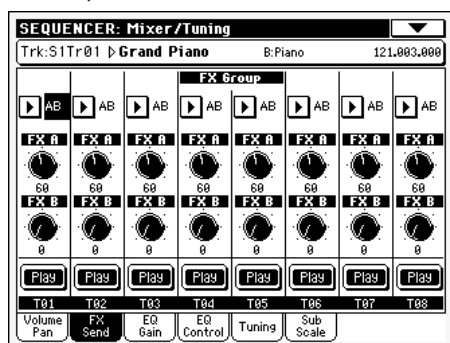 SEQUENCER: Mixer/Tuning
Trk:S1Tr01 Grand Piano B:Piano 121.003.000
FX Group
AB AB AB AB AB AB AB AB
FX A FX A FX A FX A FX A FX A FX A FX A
60 60 60 60 60 60 60 60
FX B FX B FX B FX B FX B FX B FX B FX B
0 0 0 0 0 0 0 0
Play Play Play Play Play Play Play Play
T01 T02 T03 T04 T05 T06 T07 T08
Volume Pan FX Send EQ Gain EQ Control Tuning Sub Scale